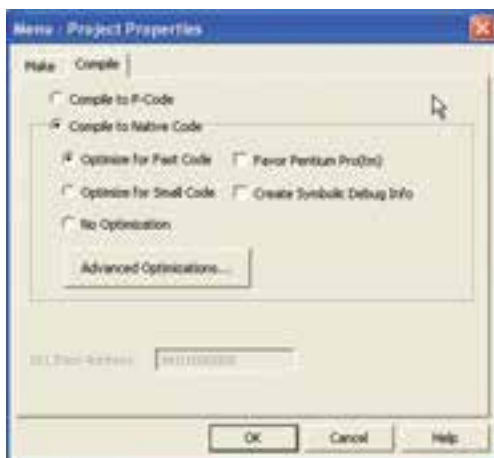 Menu - Project Properties
Make Compile
Compile to P-Code
Compile to Native Code
Optimize for Fast Code Favor Pentium Pro(tm)
Optimize for Small Code Create Symbolic Debug Info
No Optimization
Advanced Optimizations...
DLL Base Address:
OK Cancel Help